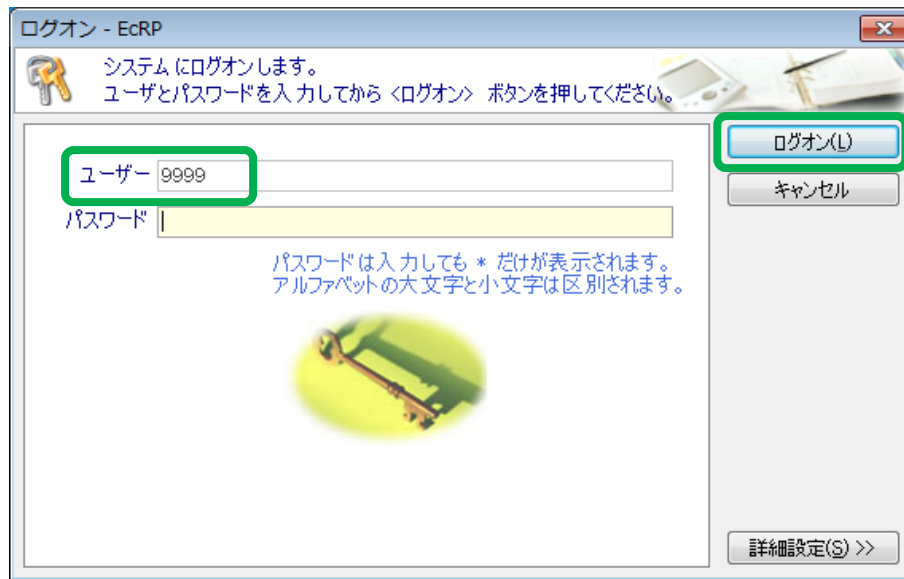 ログオン - EcRP
システムにログオンします。
ユーザとパスワードを入力してから <ログオン> ボタンを押してください。
ログオン(L)
ユーザー 9999
キャンセル
パスワード
パスワードは入力しても * だけが表示されます。
アルファベットの大文字と小文字は区別されます。
詳細設定(S) >>